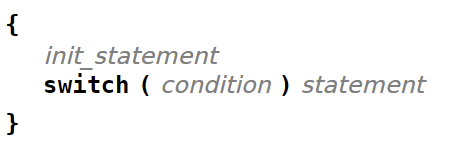 {
init_statement
switch ( condition ) statement
}